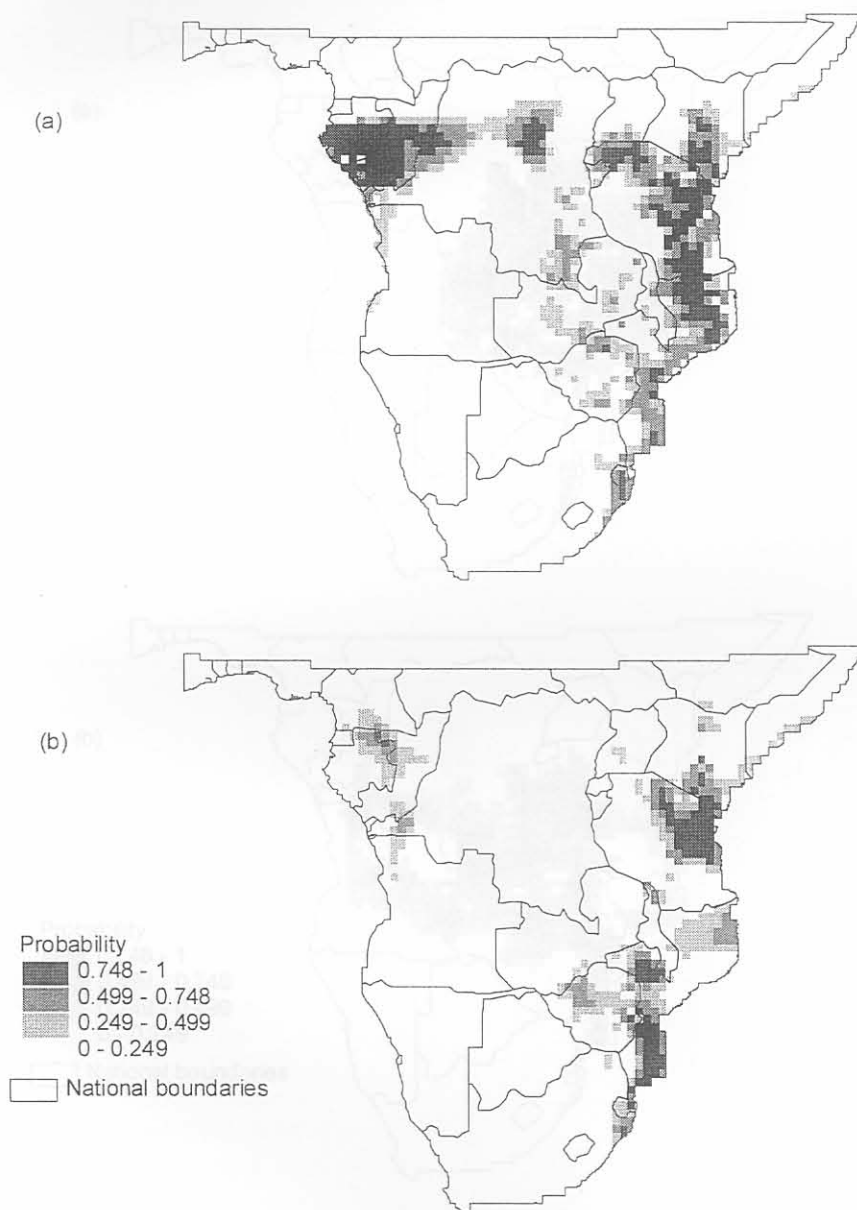 (a)
(b)
Probability
0.748 - 1
0.499 - 0.748
0.249 - 0.499
0 - 0.249
National boundaries